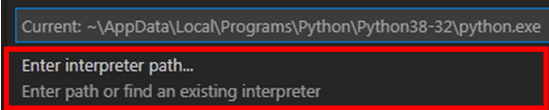 Current: ~\AppData\Local\Programs\Python\Python38-32\python.exe
Enter interpreter path...
Enter path or find an existing interpreter